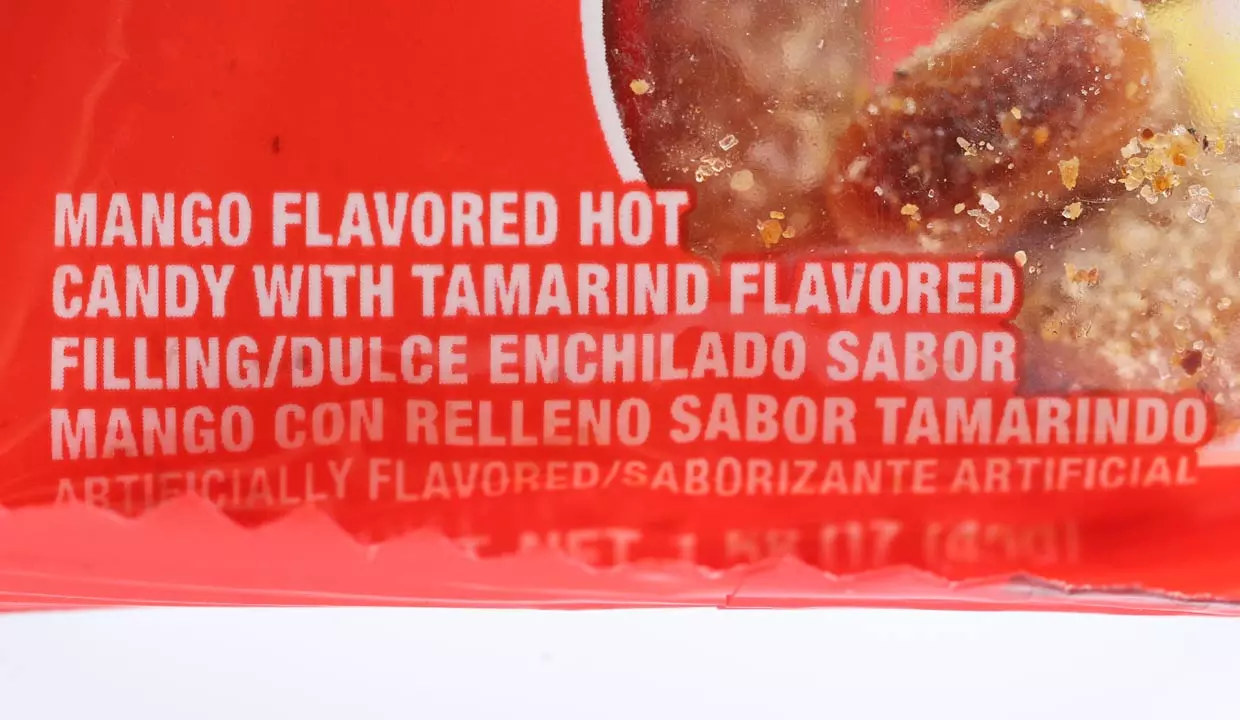 MANGO FLAVORED HOT
CANDY WITH TAMARIND FLAVORED
FILLING/DULCE ENCHILADO SABOR
MANGO CON RELLENO SABOR TAMARINDO
ARTIFICIALLY FLAVORED/SABORIZANTE ARTIFICIAL
NET